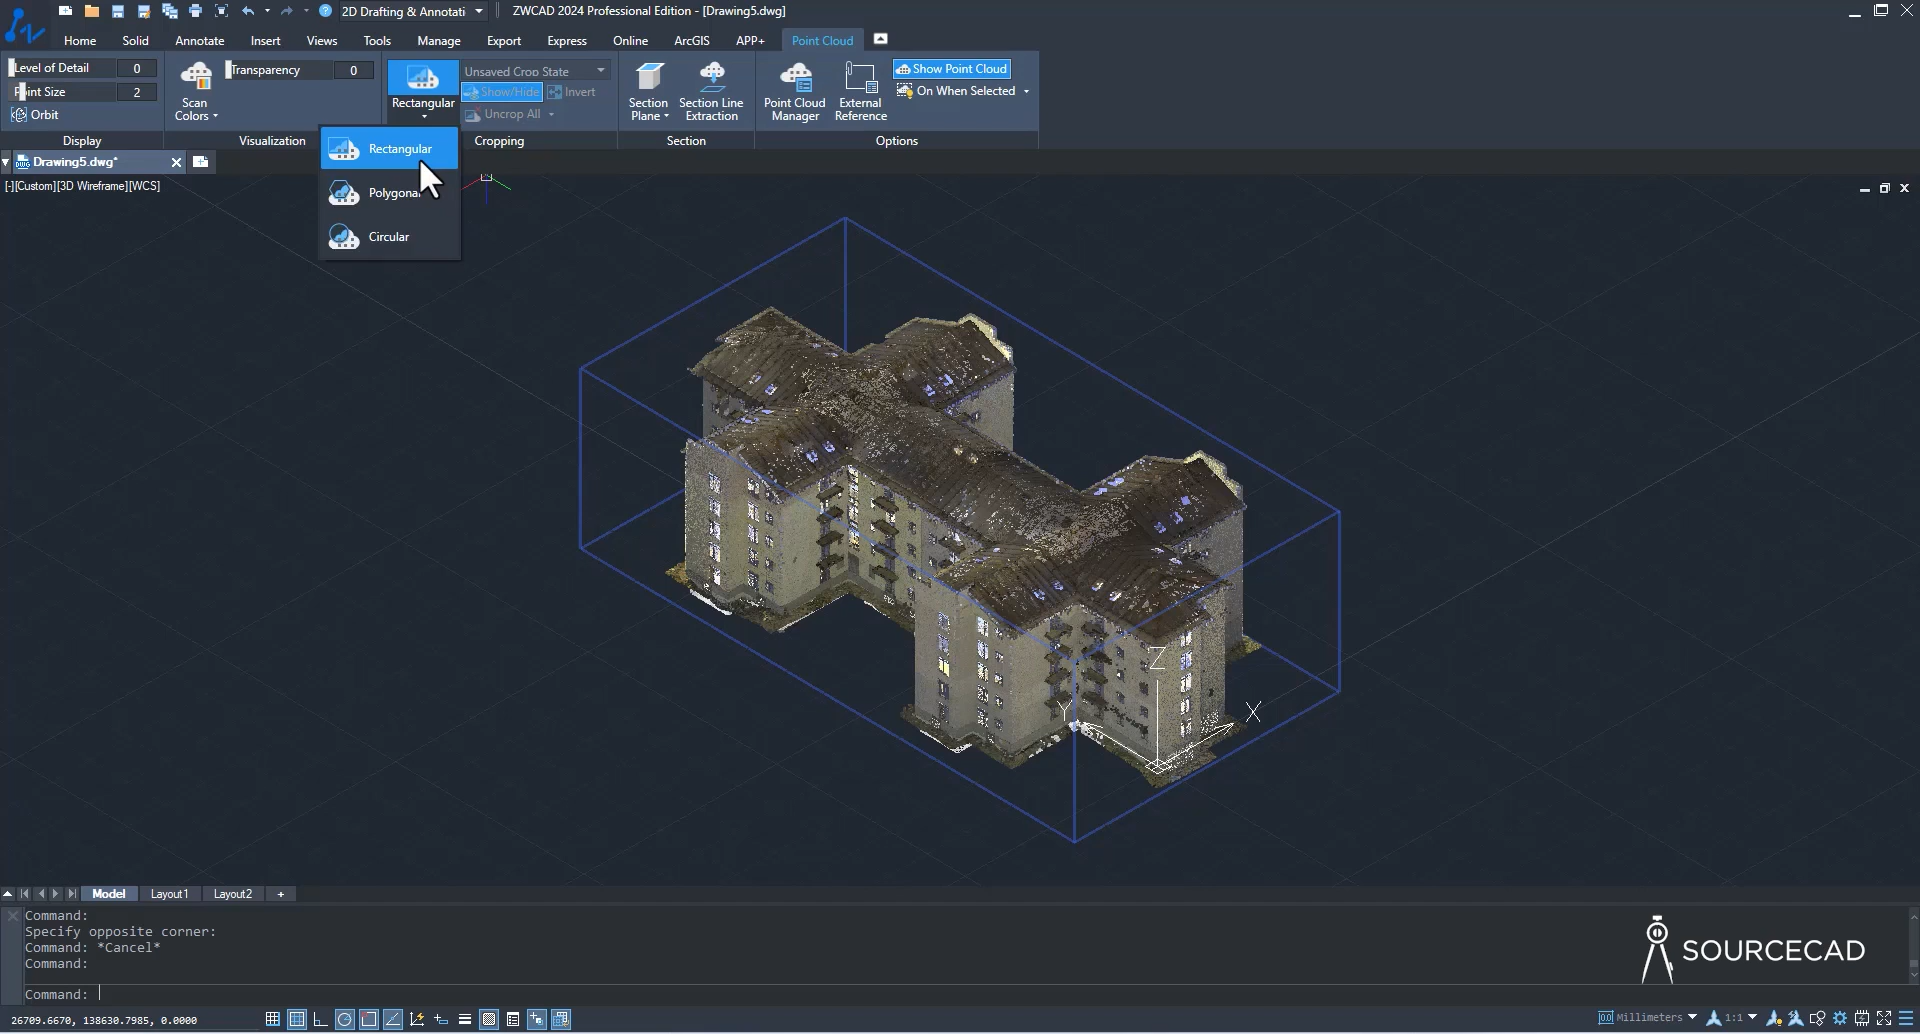 2D Drafting & Annotati
ZWCAD 2024 Professional Edition - [Drawing5.dwg]
Home Solid Annotate Insert Views Tools Manage Export Express Online ArcGIS APP+ Point Cloud
Level of Detail 0
Point Size 2
Orbit
Display
Scan
Colors
Transparency 0
Visualization
Rectangular
Unsaved Crop State
Show/Hide Invert
Uncrop All
Cropping
Section
Plane
Section Line
Extraction
Section
Point Cloud
Manager
External
Reference
Show Point Cloud
On When Selected
Options
Rectangular
Polygonal
Circular
Drawing5.dwg*
[-][Custom][3D Wireframe][WCS]
Z
Y
X
Model Layout1 Layout2 +
Command:
Specify opposite corner:
Command: *Cancel*
Command:
Command:
SOURCECAD
26709.6670, 138630.7985, 0.0000
Millimeters 1:1